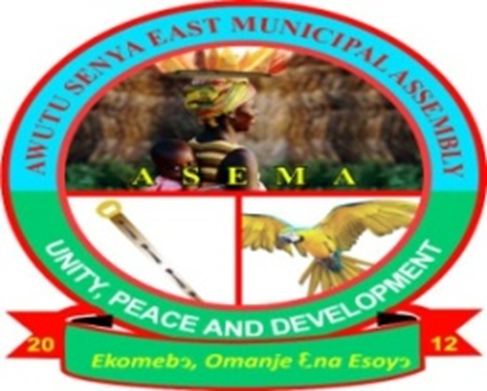 AWUTU SENYA EAST MUNICIPAL ASSEMBLY
A S E M A
UNITY, PEACE AND DEVELOPMENT
20 12
Ekomebɔ, Omanje Ɛna Esoyɔ